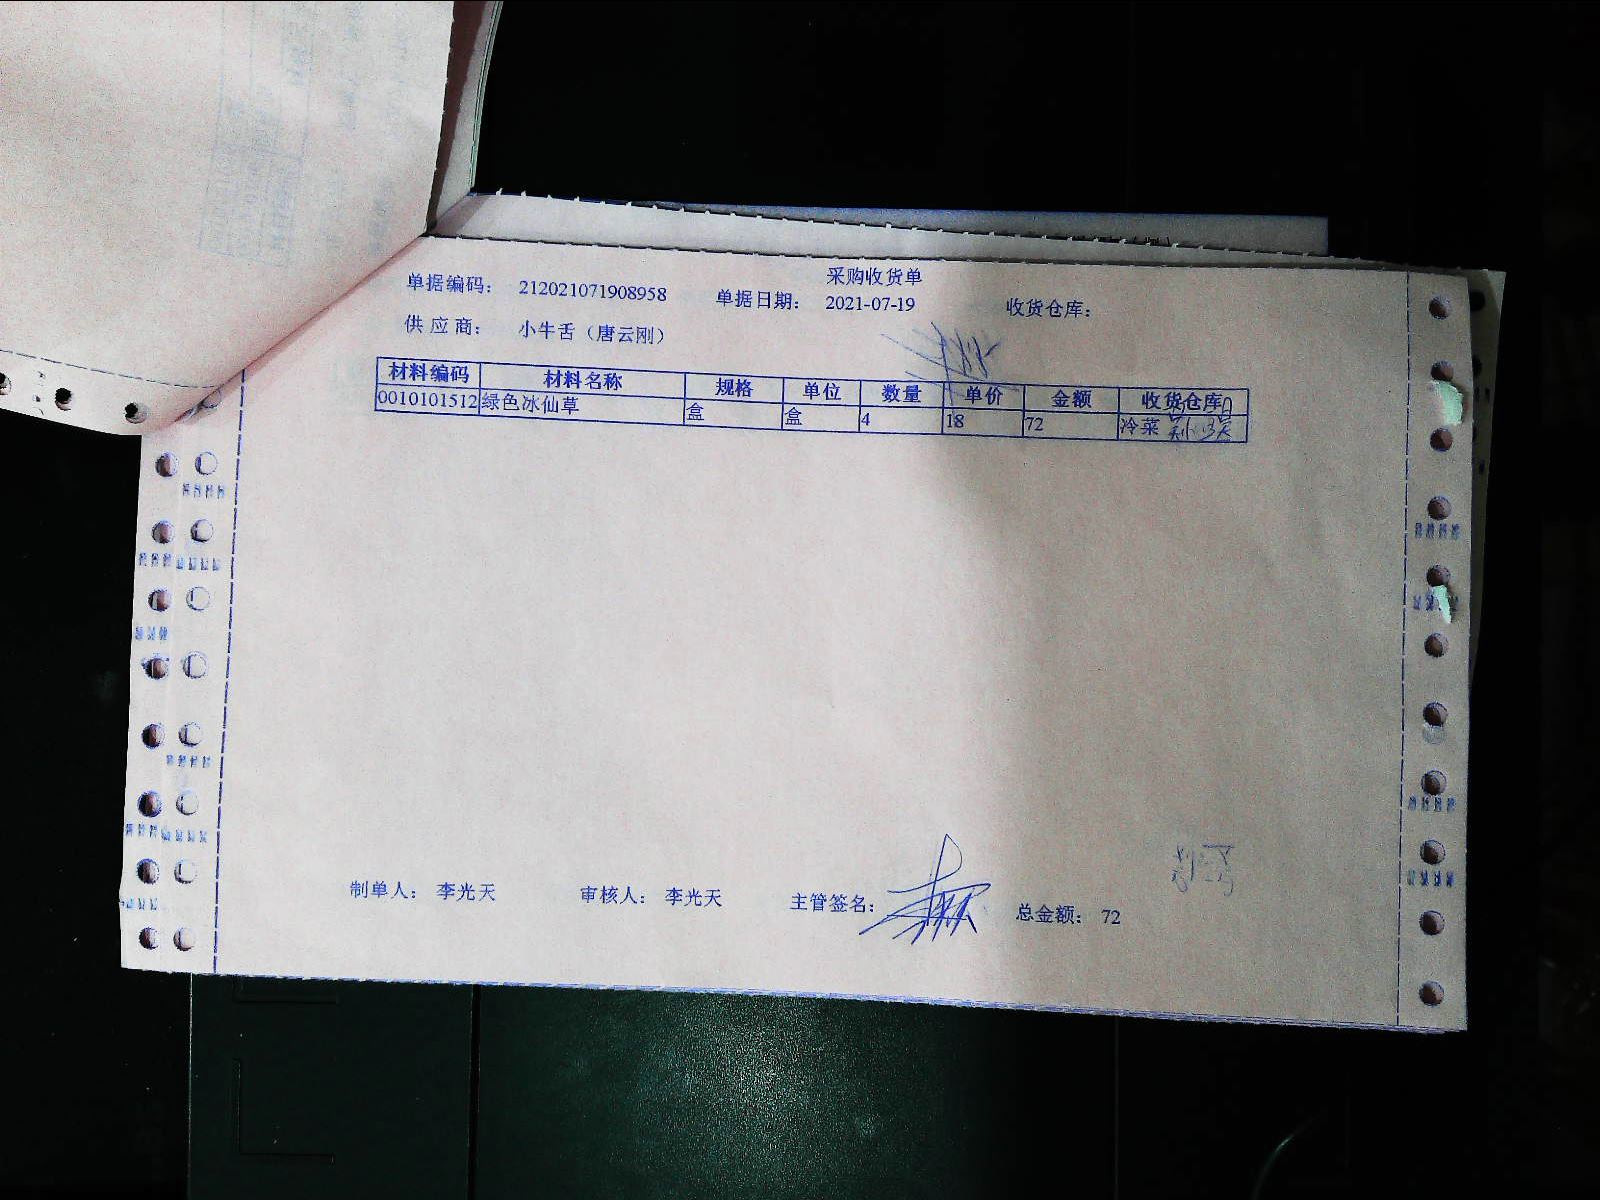 采购收货单
单据编码： 212021071908958 单据日期： 2021-07-19 收货仓库：
供 应 商： 小牛舌（唐云刚）
材料编码 材料名称 规格 单位 数量 单价 金额 收货仓库
0010101512 绿色冰仙草 盒 盒 4 18 72 冷菜
制单人： 李光天 审核人： 李光天 主管签名： 总金额： 72